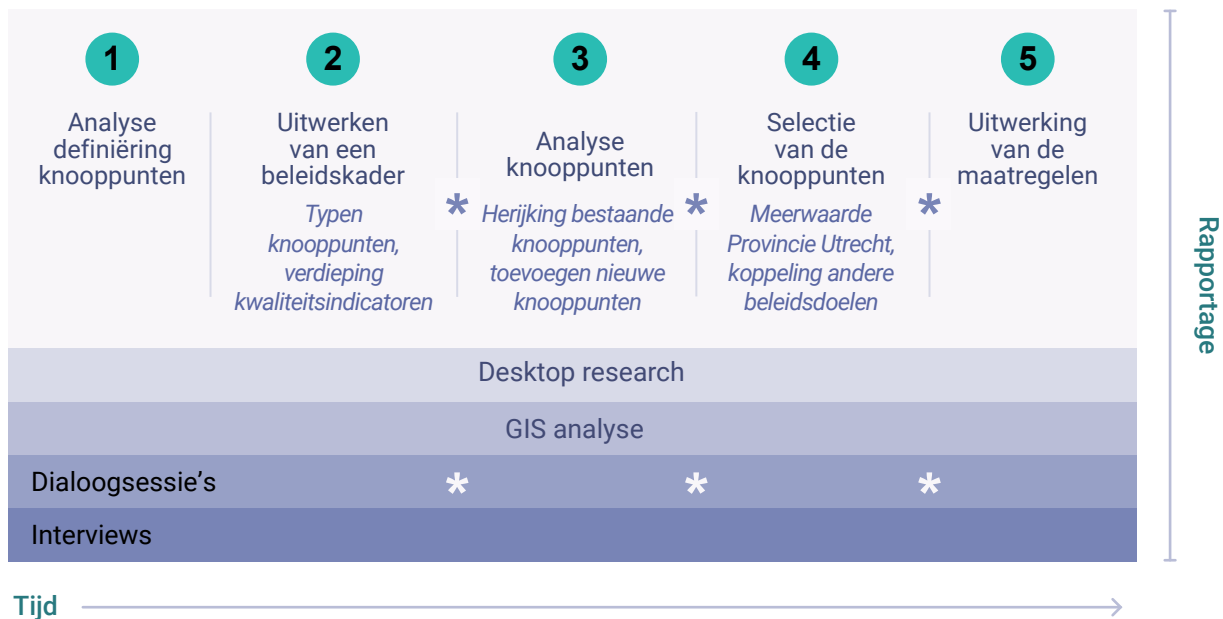 1
Analyse
definiëring
knooppunten
2
Uitwerken
van een
beleidskader
Typen
knooppunten,
verdieping
kwaliteitsindicatoren
*
3
Analyse
knooppunten
Herijking bestaande
knooppunten,
toevoegen nieuwe
knooppunten
*
4
Selectie
van de
knooppunten
Meerwaarde
Provincie Utrecht,
koppeling andere
beleidsdoelen
*
5
Uitwerking
van de
maatregelen
Desktop research
GIS analyse
Dialoogsessie's * * *
Interviews
Tijd
Rapportage